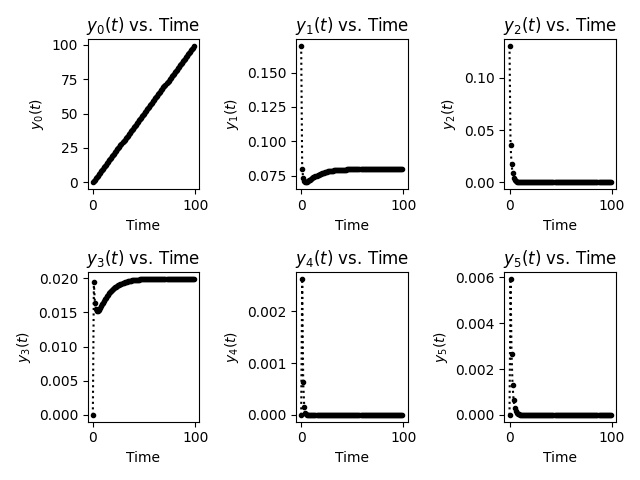 y₀(t) vs. Time
y₁(t) vs. Time
y₂(t) vs. Time
100
75
50
25
0
y₀(t)
0
100
Time
0.150
0.125
0.100
0.075
y₁(t)
0
100
Time
0.10
0.05
0.00
y₂(t)
0
100
Time
y₃(t) vs. Time
y₄(t) vs. Time
y₅(t) vs. Time
0.020
0.015
0.010
0.005
0.000
y₃(t)
0
100
Time
0.002
0.001
0.000
y₄(t)
0
100
Time
0.006
0.004
0.002
0.000
y₅(t)
0
100
Time